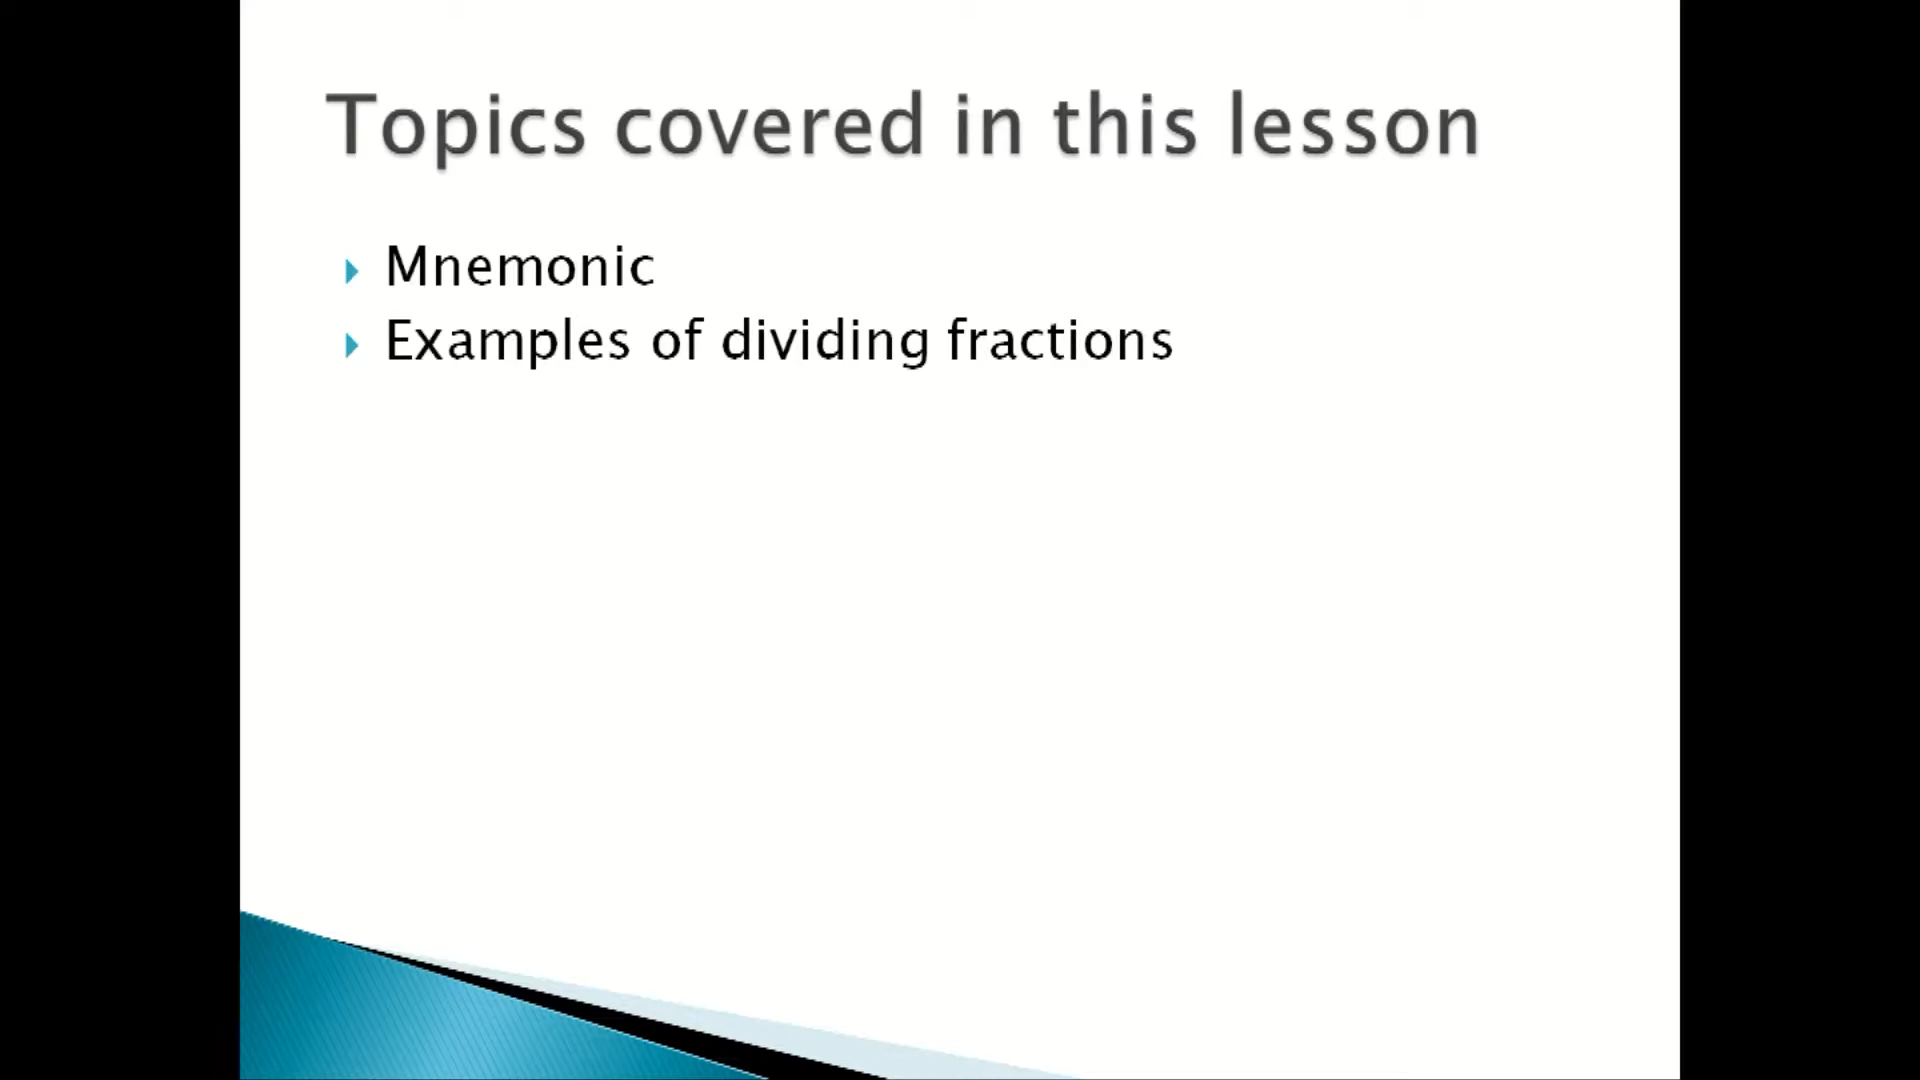 Topics covered in this lesson
Mnemonic
Examples of dividing fractions